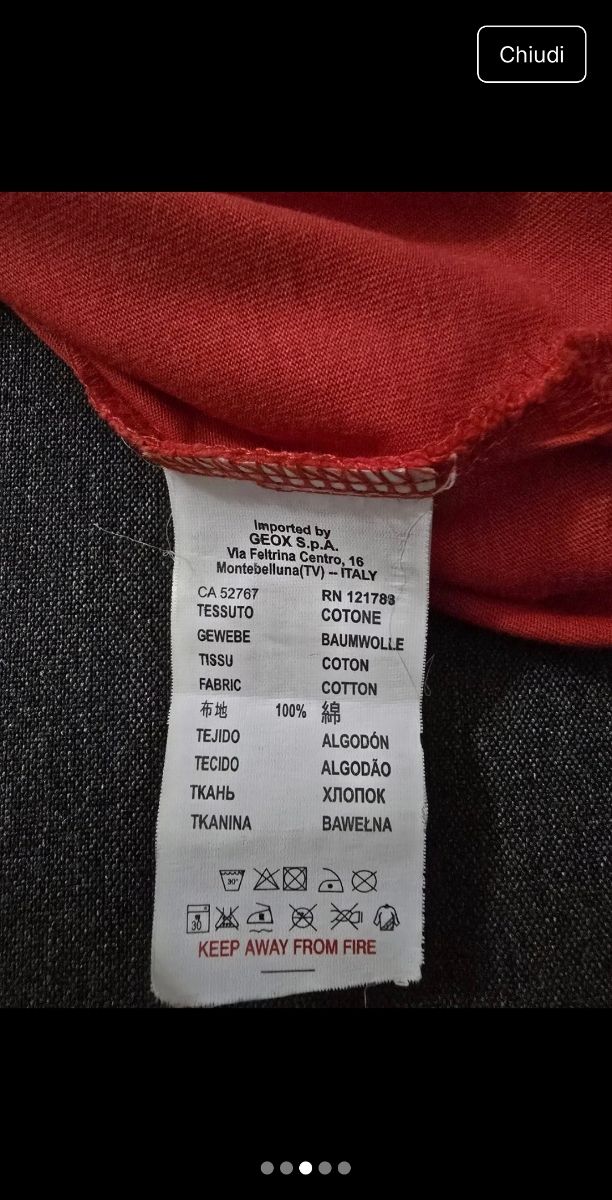 Chiudi
Imported by
GEOX S.p.A.
Via Feltrina Centro, 16
Montebelluna(TV) -- ITALY
CA 52767 RN 121783
TESSUTO COTONE
GEWEBE BAUMWOLLE
TISSU COTON
FABRIC COTTON
布地 100% 綿
TEJIDO ALGODÓN
TECIDO ALGODÃO
ТКАНЬ ХЛОПОК
TKANINA BAWEŁNA
30°
30
KEEP AWAY FROM FIRE